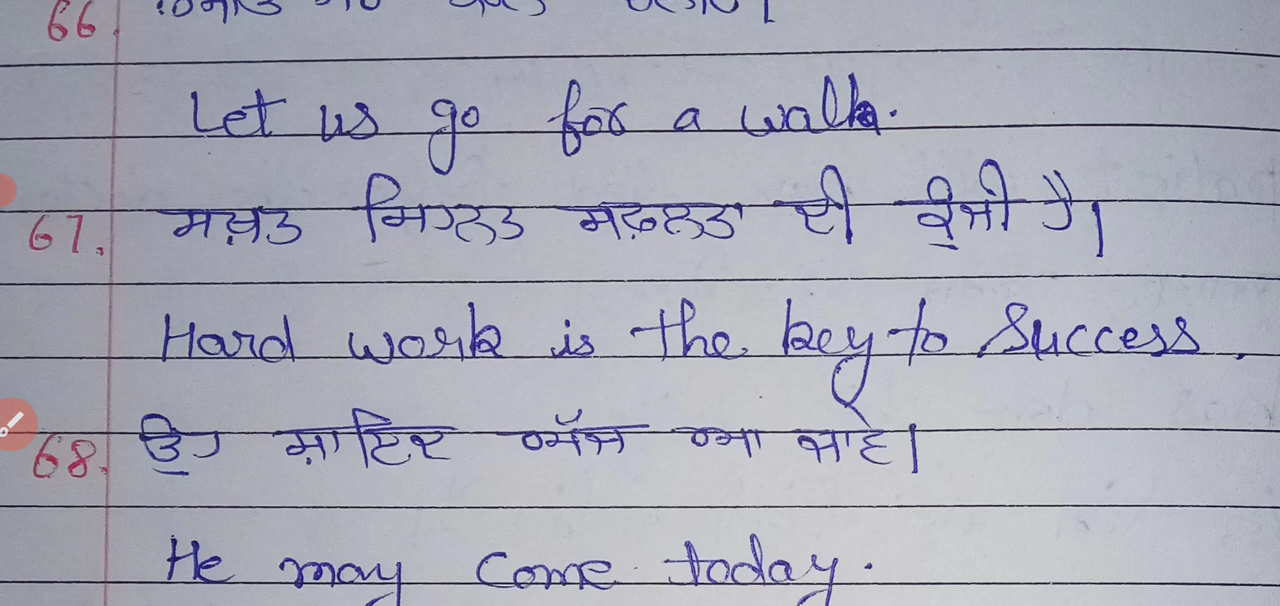 66.
Let us go for a walk.
67. ਸਖ਼ਤ ਮਿਹਨਤ ਸਫ਼ਲਤਾ ਦੀ ਕੁੰਜੀ ਹੈ।
Hard work is the key to Success.
68. ਉਹ ਸ਼ਾਇਦ ਅੱਜ ਆ ਜਾਵੇ।
He may come today.